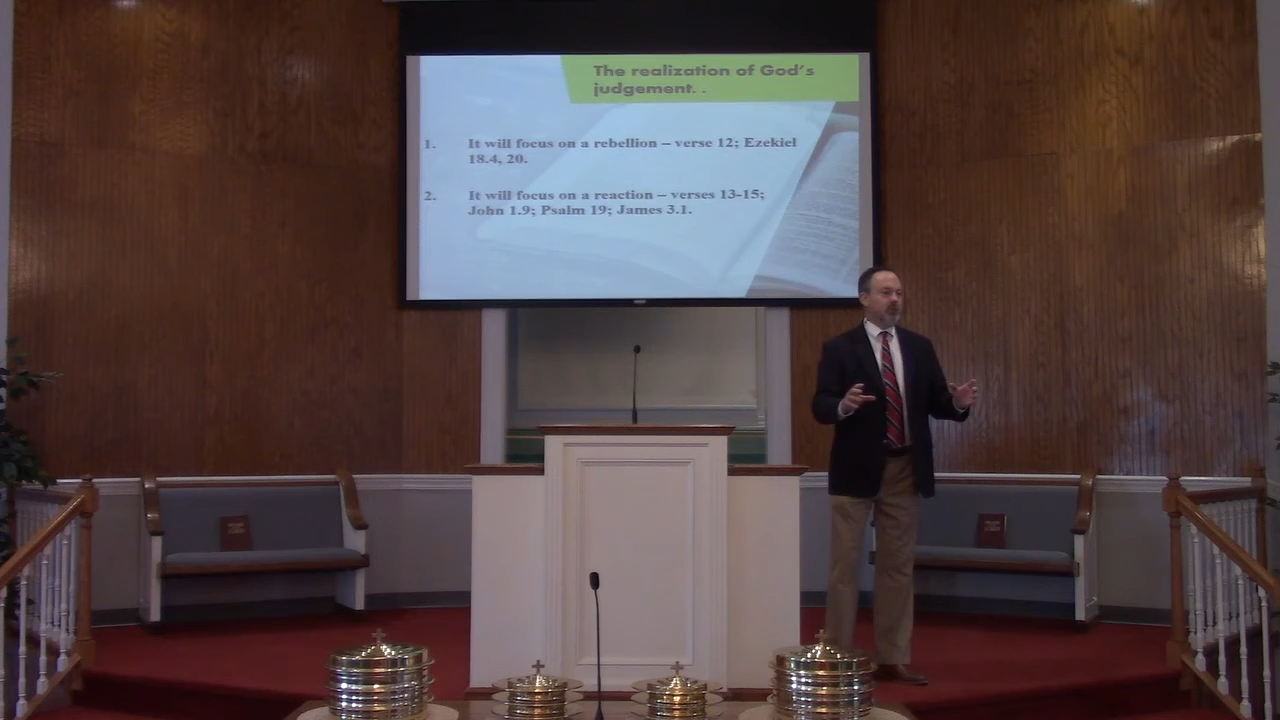 The realization of God's
judgement. .
1. It will focus on a rebellion – verse 12; Ezekiel
18.4, 20.
2. It will focus on a reaction – verses 13-15;
John 1.9; Psalm 19; James 3.1.